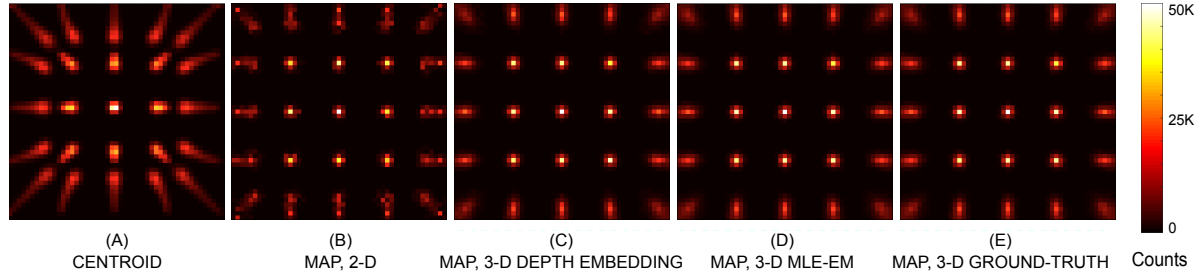 50K
25K
0
Counts
(A)
CENTROID
(B)
MAP, 2-D
(C)
MAP, 3-D DEPTH EMBEDDING
(D)
MAP, 3-D MLE-EM
(E)
MAP, 3-D GROUND-TRUTH